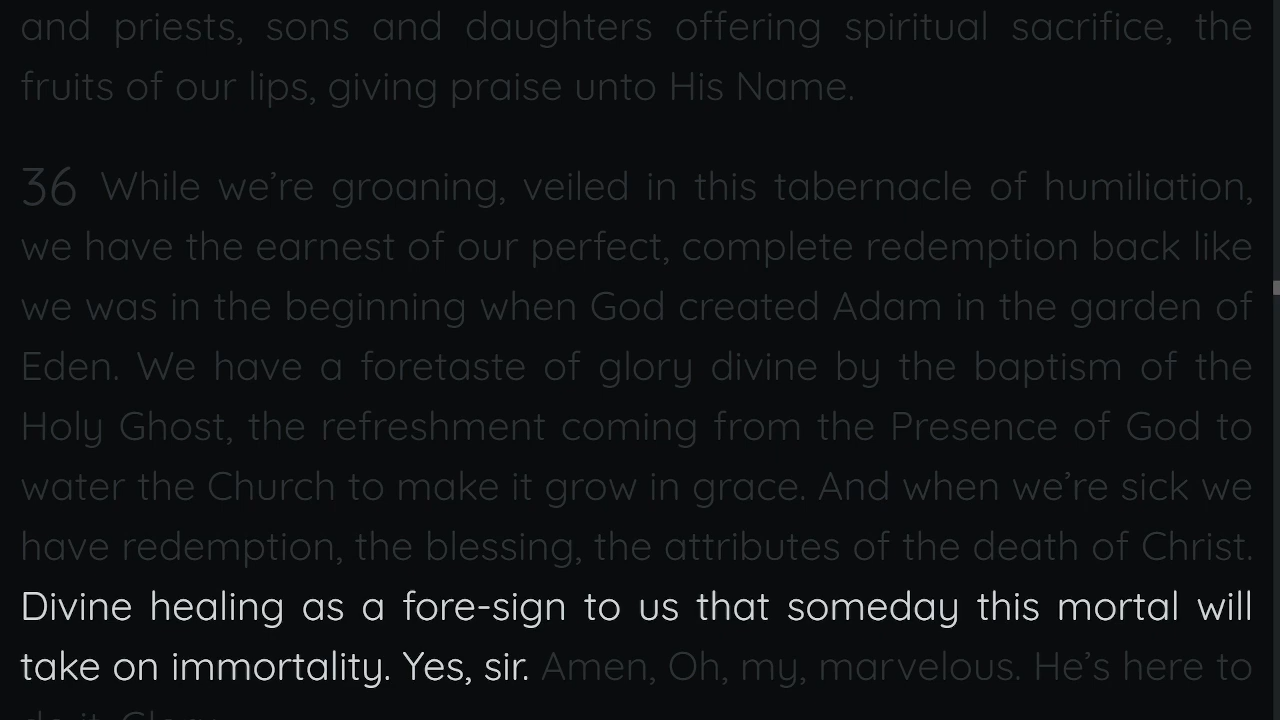 and priests, sons and daughters offering spiritual sacrifice, the
fruits of our lips, giving praise unto His Name.
36 While we’re groaning, veiled in this tabernacle of humiliation,
we have the earnest of our perfect, complete redemption back like
we was in the beginning when God created Adam in the garden of
Eden. We have a foretaste of glory divine by the baptism of the
Holy Ghost, the refreshment coming from the Presence of God to
water the Church to make it grow in grace. And when we’re sick we
have redemption, the blessing, the attributes of the death of Christ.
Divine healing as a fore-sign to us that someday this mortal will
take on immortality. Yes, sir. Amen, Oh, my, marvelous. He’s here to
do it. Glory